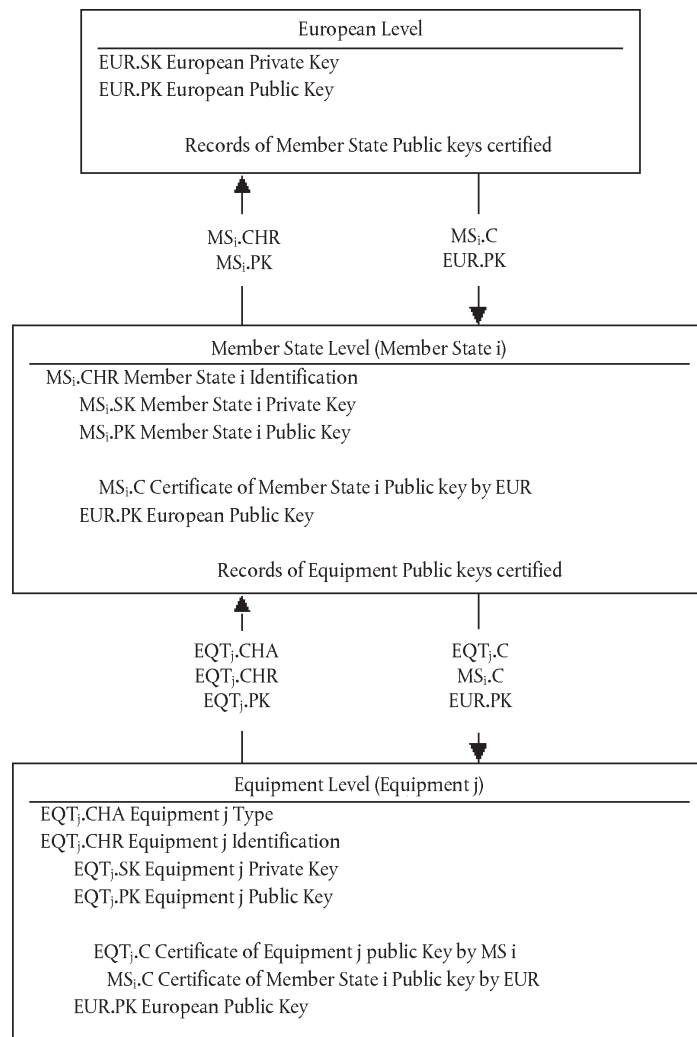 European Level
EUR.SK European Private Key
EUR.PK European Public Key
Records of Member State Public keys certified
MSᵢ.CHR
MSᵢ.PK
MSᵢ.C
EUR.PK
Member State Level (Member State i)
MSᵢ.CHR Member State i Identification
MSᵢ.SK Member State i Private Key
MSᵢ.PK Member State i Public Key
MSᵢ.C Certificate of Member State i Public key by EUR
EUR.PK European Public Key
Records of Equipment Public keys certified
EQTⱼ.CHA
EQTⱼ.CHR
EQTⱼ.PK
EQTⱼ.C
MSᵢ.C
EUR.PK
Equipment Level (Equipment j)
EQTⱼ.CHA Equipment j Type
EQTⱼ.CHR Equipment j Identification
EQTⱼ.SK Equipment j Private Key
EQTⱼ.PK Equipment j Public Key
EQTⱼ.C Certificate of Equipment j public Key by MS i
MSᵢ.C Certificate of Member State i Public key by EUR
EUR.PK European Public Key